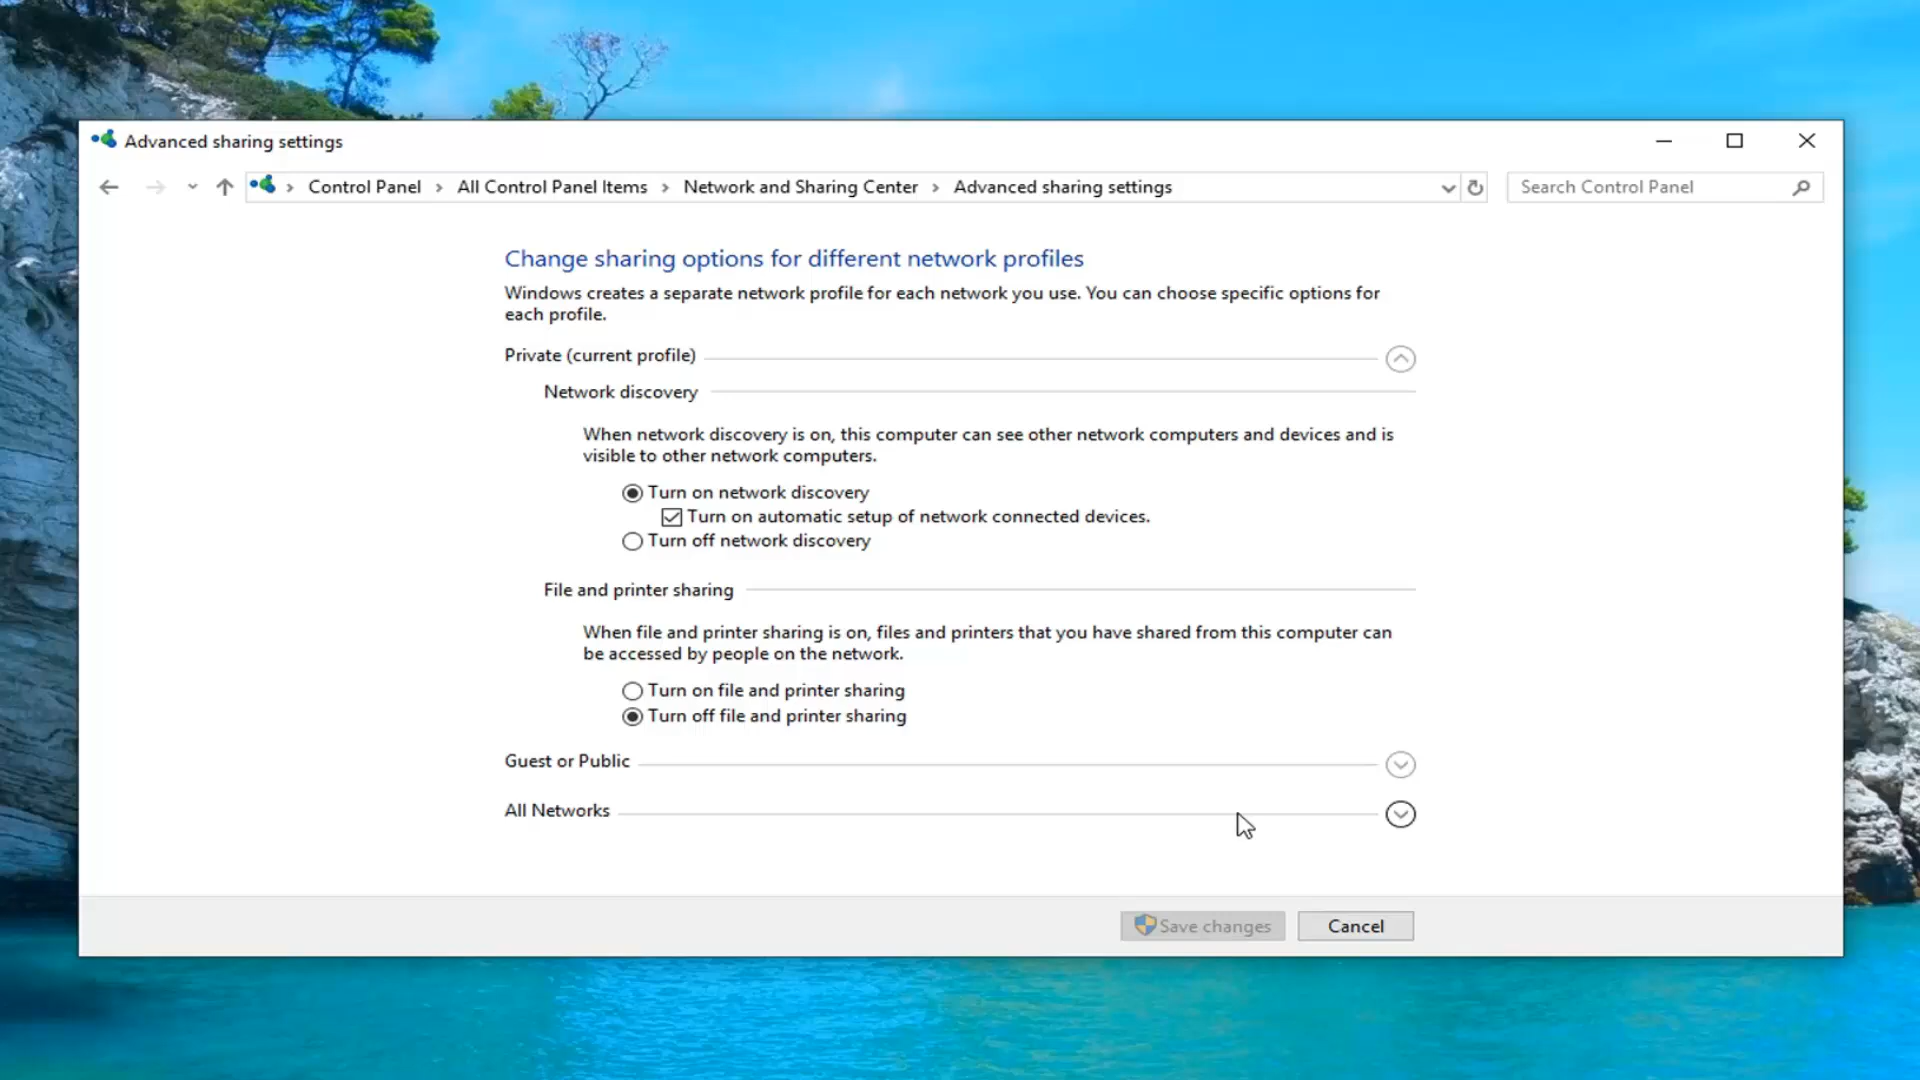 Advanced sharing settings
Control Panel › All Control Panel Items › Network and Sharing Center › Advanced sharing settings
Search Control Panel
Change sharing options for different network profiles
Windows creates a separate network profile for each network you use. You can choose specific options for
each profile.
Private (current profile)
Network discovery
When network discovery is on, this computer can see other network computers and devices and is
visible to other network computers.
Turn on network discovery
Turn on automatic setup of network connected devices.
Turn off network discovery
File and printer sharing
When file and printer sharing is on, files and printers that you have shared from this computer can
be accessed by people on the network.
Turn on file and printer sharing
Turn off file and printer sharing
Guest or Public
All Networks
Save changes
Cancel